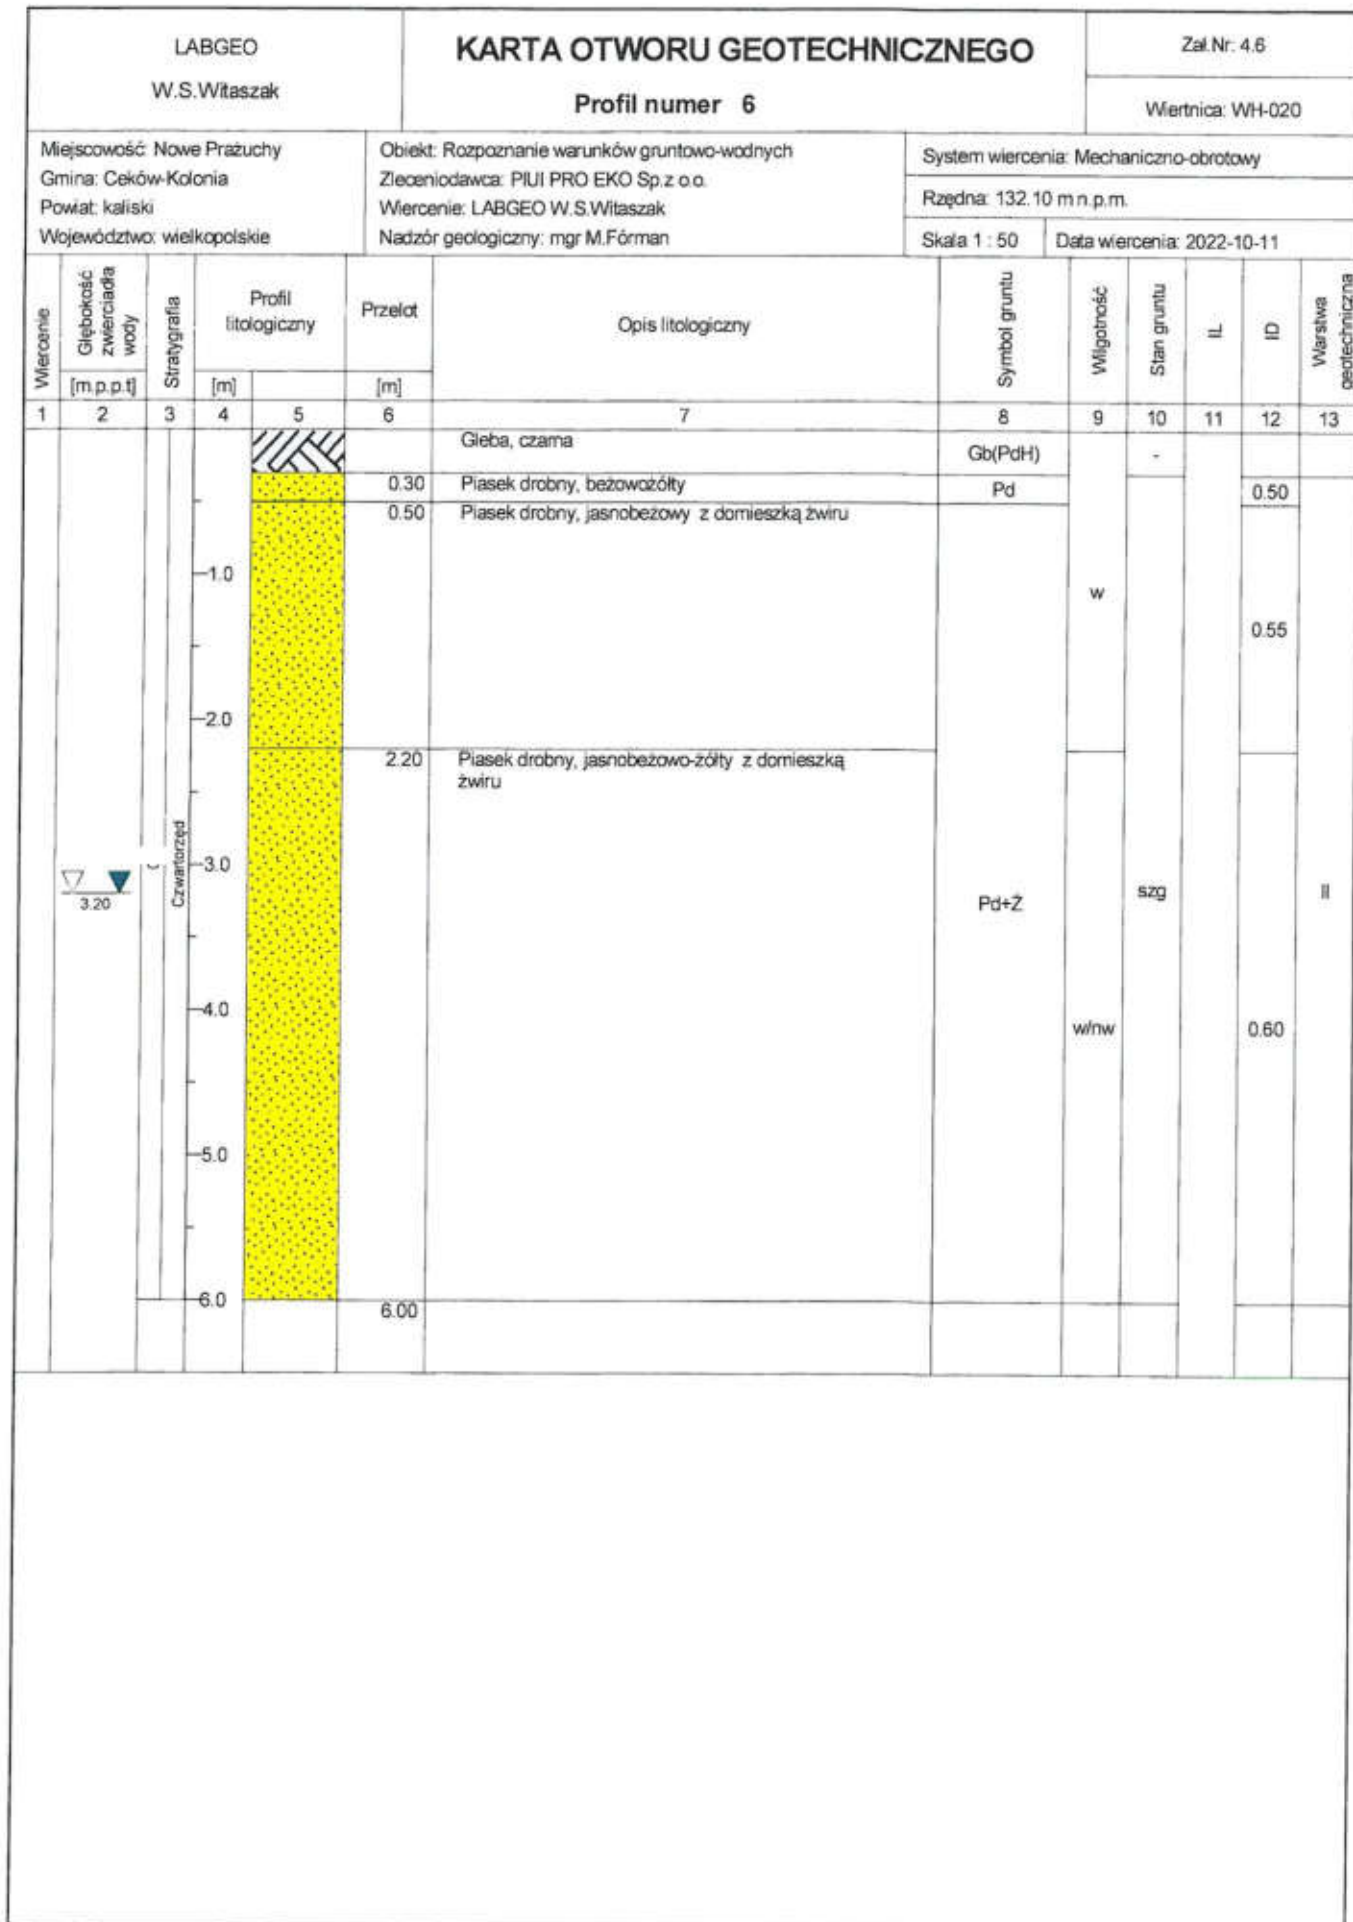 LABGEO
W.S.Witaszak
KARTA OTWORU GEOTECHNICZNEGO
Profil numer 6
Zał.Nr: 4.6
Wiertnica: WH-020
Miejscowość: Nowe Prażuchy
Gmina: Ceków-Kolonia
Powiat: kaliski
Województwo: wielkopolskie
Obiekt: Rozpoznanie warunków gruntowo-wodnych
Zleceniodawca: PIUI PRO EKO Sp.z o.o.
Wiercenie: LABGEO W.S.Witaszak
Nadzór geologiczny: mgr M.Fórman
System wiercenia: Mechaniczno-obrotowy
Rzędna: 132.10 m n.p.m.
Skala 1 : 50
Data wiercenia: 2022-10-11
Wiercenie
Głębokość zwierciadła wody
[m.p.p.t]
Stratygrafia
Profil litologiczny
[m]
Przelot
[m]
Opis litologiczny
Symbol gruntu
Wilgotność
Stan gruntu
IL
ID
Warstwa geotechniczna
1 2 3 4 5 6 7 8 9 10 11 12 13
Gleba, czarna
Gb(PdH)
-
0.30 Piasek drobny, beżowożółty
Pd
0.50
0.50 Piasek drobny, jasnobeżowy z domieszką żwiru
1.0
w
0.55
2.0
2.20 Piasek drobny, jasnobeżowo-żółty z domieszką
żwiru
Czwartorzęd
3.0
3.20
Pd+Ż
szg
II
4.0
w/nw
0.60
5.0
6.0
6.00